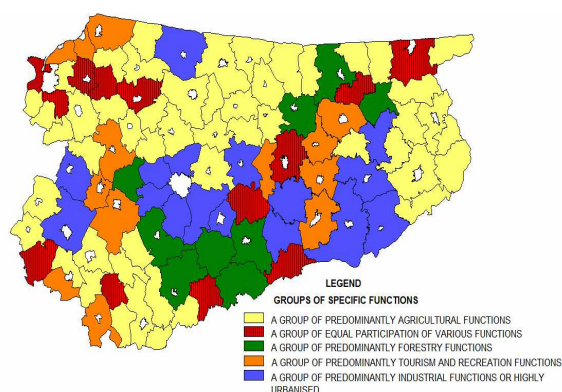 LEGEND
GROUPS OF SPECIFIC FUNCTIONS
A GROUP OF PREDOMINANTLY AGRICULTURAL FUNCTIONS
A GROUP OF EQUAL PARTICIPATION OF VARIOUS FUNCTIONS
A GROUP OF PREDOMINANTLY FORESTRY FUNCTIONS
A GROUP OF PREDOMINANTLY TOURISM AND RECREATION FUNCTIONS
A GROUP OF PREDOMINANTLY INDUSTRIAL FUNCTIONS OR HIGHLY
URBANISED